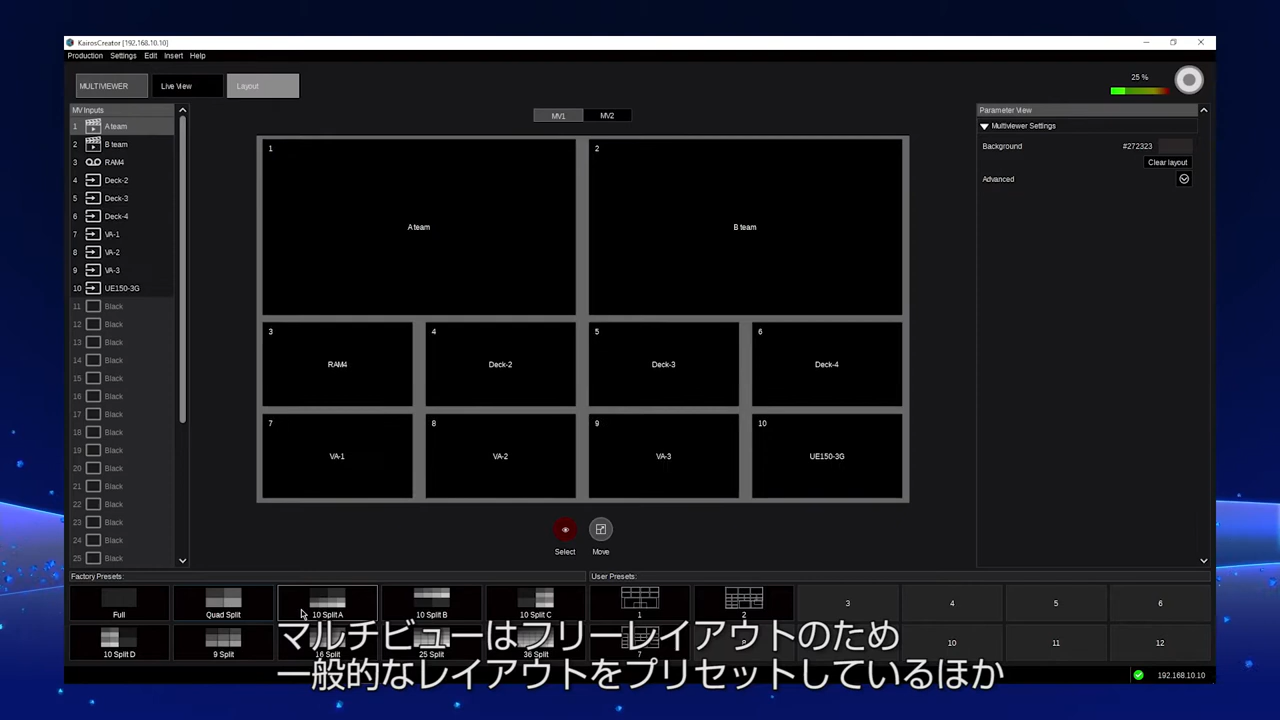 KairosCreator [192.168.10.10]
Production Settings Edit Insert Help
MULTIVIEWER Live View Layout
25 %
MV Inputs
1 A team
2 B team
3 RAM4
4 Deck-2
5 Deck-3
6 Deck-4
7 VA-1
8 VA-2
9 VA-3
10 UE150-3G
11 Black
12 Black
13 Black
14 Black
15 Black
16 Black
17 Black
18 Black
19 Black
20 Black
21 Black
22 Black
23 Black
24 Black
25 Black
MV1 MV2
1 2
A team B team
3 4 5 6
RAM4 Deck-2 Deck-3 Deck-4
7 8 9 10
VA-1 VA-2 VA-3 UE150-3G
Select Move
Parameter View
Multiviewer Settings
Background #272323
Clear layout
Advanced
Factory Presets: User Presets:
Full Quad Split 10 Split A 10 Split B 10 Split C 1 2 3 4 5 6
10 Split D 9 Split 16 Split 25 Split 36 Split 7 8 10 11 12
マルチビューはフリーレイアウトのため
一般的なレイアウトをプリセットしているほか
192.168.10.10